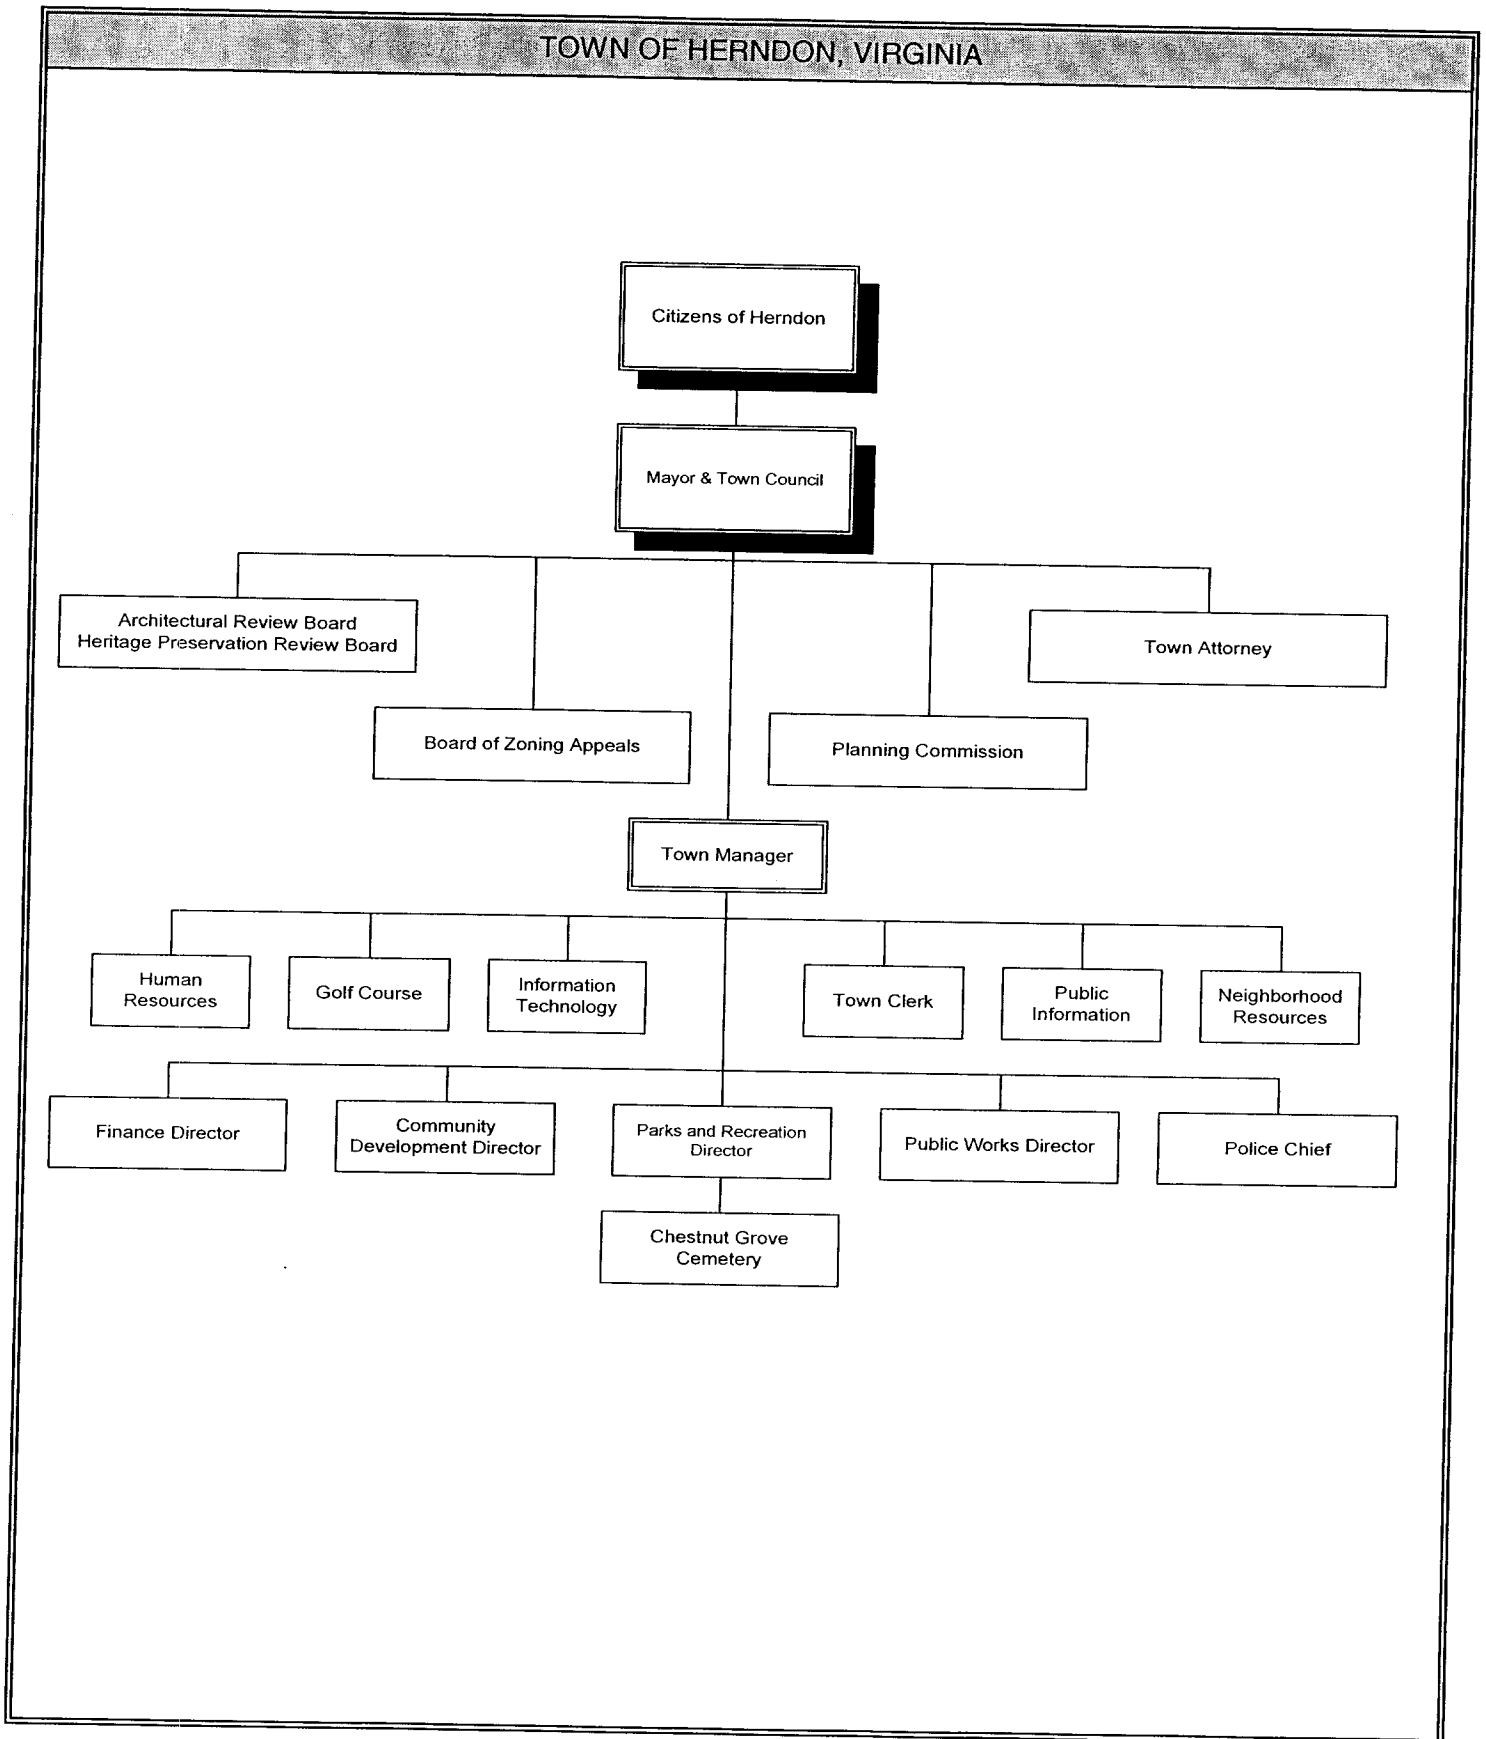 TOWN OF HERNDON, VIRGINIA
Citizens of Herndon
Mayor & Town Council
Architectural Review Board
Heritage Preservation Review Board
Town Attorney
Board of Zoning Appeals
Planning Commission
Town Manager
Human
Resources
Golf Course
Information
Technology
Town Clerk
Public
Information
Neighborhood
Resources
Finance Director
Community
Development Director
Parks and Recreation
Director
Public Works Director
Police Chief
Chestnut Grove
Cemetery